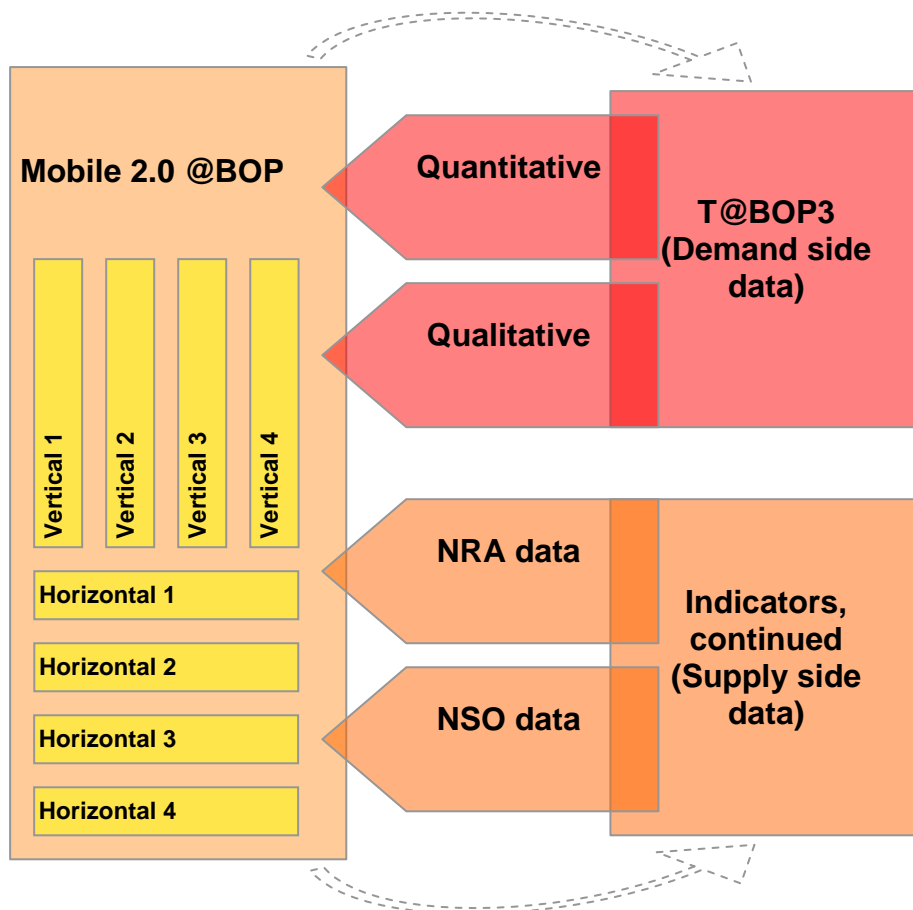 Mobile 2.0 @BOP
Vertical 1
Vertical 2
Vertical 3
Vertical 4
Horizontal 1
Horizontal 2
Horizontal 3
Horizontal 4
Quantitative
Qualitative
T@BOP3
(Demand side
data)
NRA data
NSO data
Indicators,
continued
(Supply side
data)